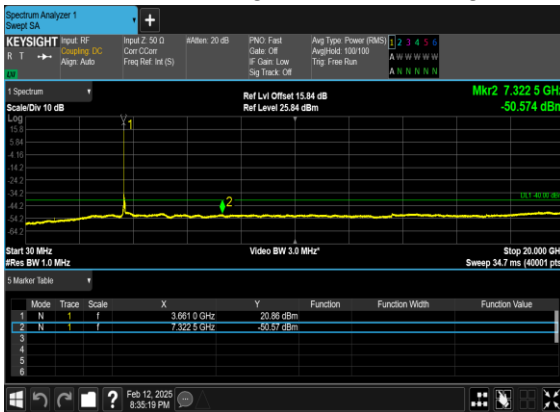 Spectrum Analyzer 1
Swept SA
+
KEYSIGHT Input: RF Input Z: 50 Ω #Atten: 20 dB PNO: Fast Avg Type: Power (RMS) 1 2 3 4 5 6
R T Coupling: DC Corr CCorr Gate: Off Avg|Hold: 100/100 A W W W W W
Align: Auto Freq Ref: Int (S) IF Gain: Low Trig: Free Run
Sig Track: Off A N N N N N
1 Spectrum Ref Lvl Offset 15.84 dB Mkr2 7.322 5 GHz
Scale/Div 10 dB Ref Level 25.84 dBm -50.574 dBm
Log
15.8
-5.84
-4.16
-14.2
-24.2
-34.2
-44.2
-54.2
-64.2
1
2
DL1 -40.00 dBm
Start 30 MHz Video BW 3.0 MHz* Stop 20.000 GHz
#Res BW 1.0 MHz Sweep 34.7 ms (40001 pts)
5 Marker Table
Mode Trace Scale X Y Function Function Width Function Value
1 N 1 f 3.661 0 GHz 20.86 dBm
2 N 1 f 7.322 5 GHz -50.57 dBm
3
4
5
6
? Feb 12, 2025
8:35:19 PM